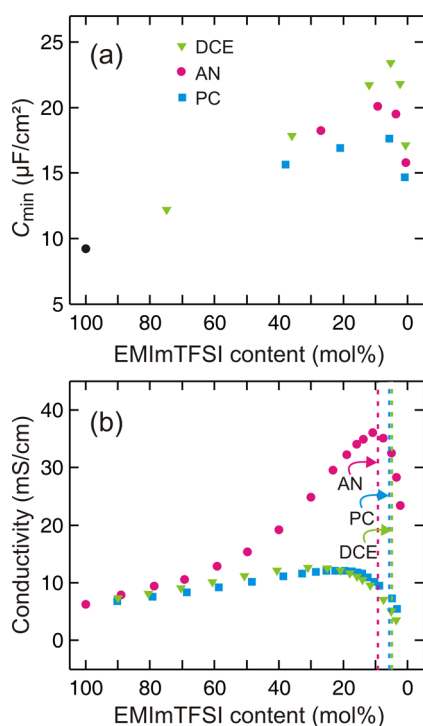 (a)
DCE
AN
PC
25
20
15
10
5
C_min (µF/cm²)
100 80 60 40 20 0
EMImTFSI content (mol%)
(b)
40
30
20
10
0
Conductivity (mS/cm)
AN
PC
DCE
100 80 60 40 20 0
EMImTFSI content (mol%)